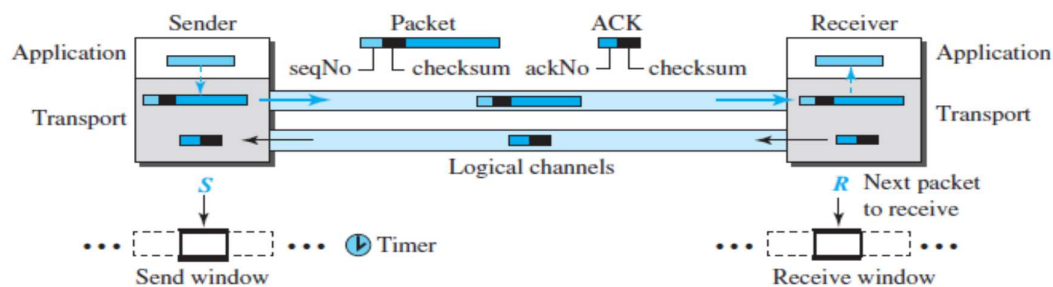 Sender Packet ACK Receiver
Application Application
seqNo checksum ackNo checksum
Transport Transport
Logical channels
S R Next packet
to receive
••• ••• Timer ••• •••
Send window Receive window